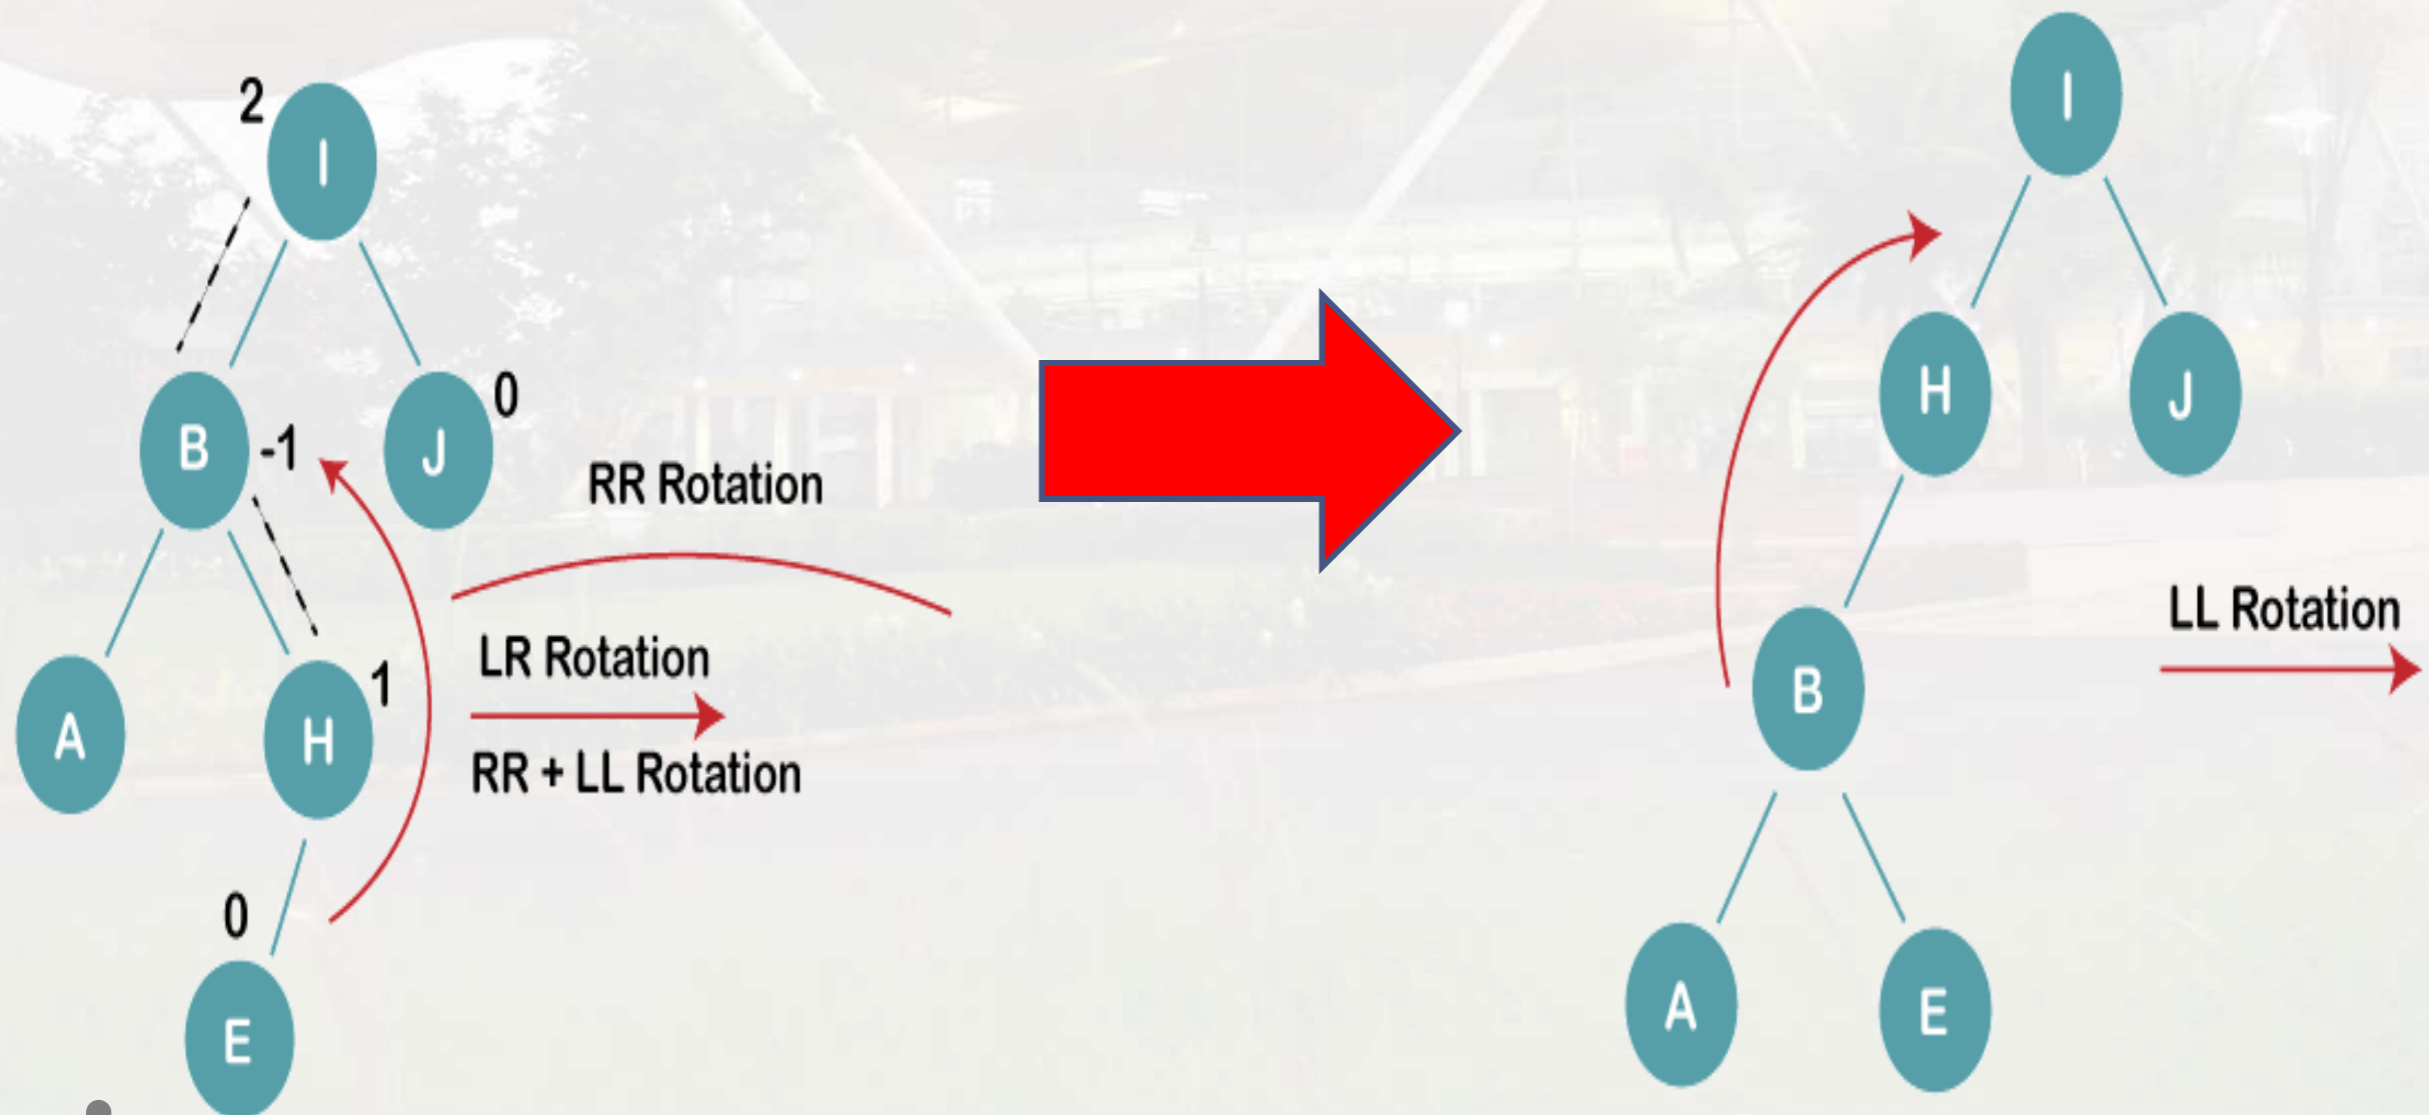 2
I
B
-1
J
0
A
H
1
0
E
RR Rotation
LR Rotation
RR + LL Rotation
I
H
J
B
A
E
LL Rotation